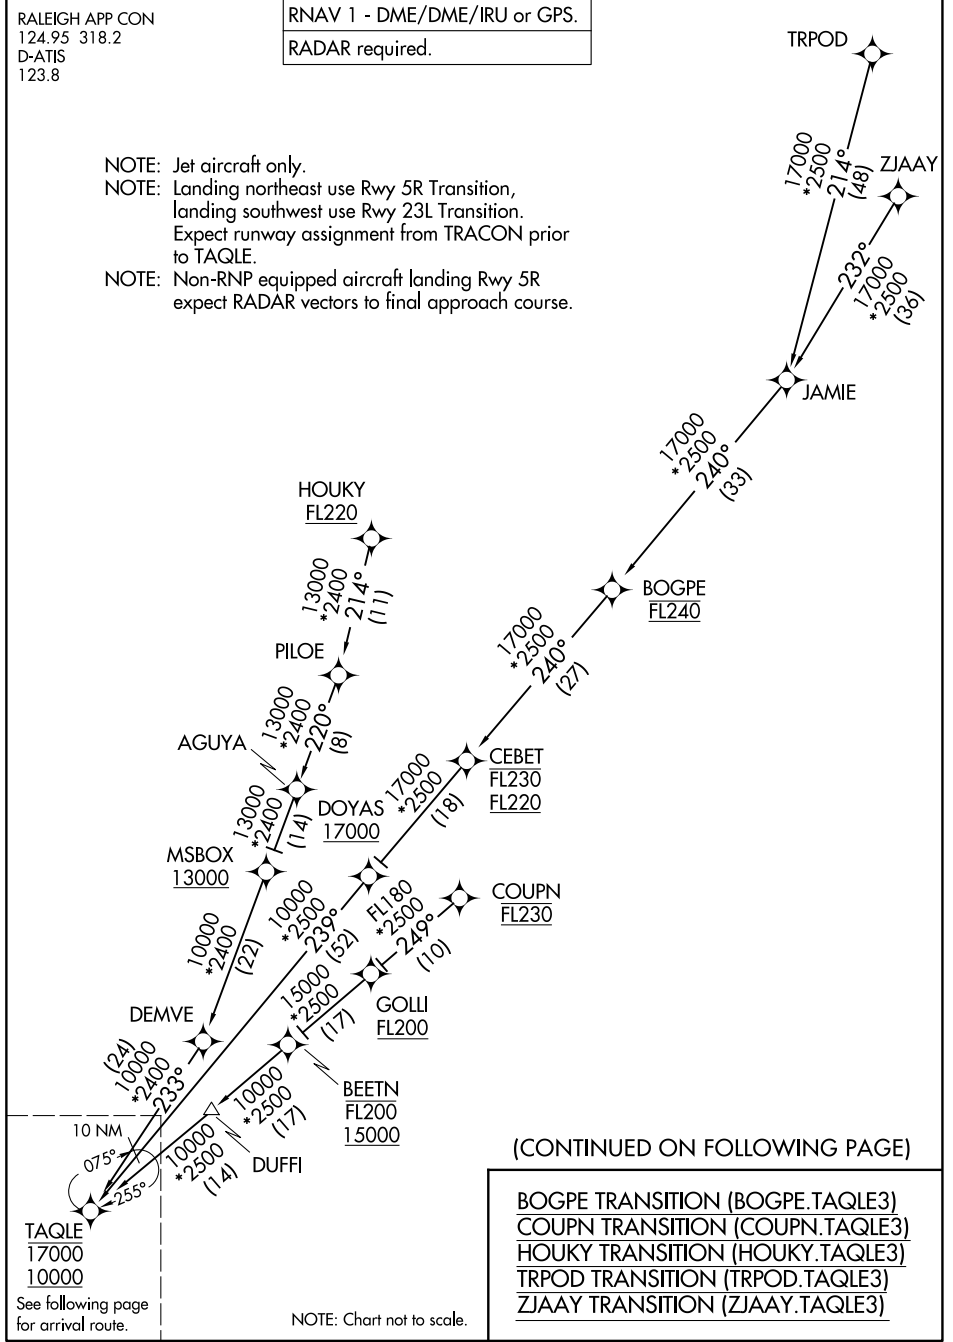 RALEIGH APP CON
124.95 318.2
D-ATIS
123.8
RNAV 1 - DME/DME/IRU or GPS.
RADAR required.
NOTE: Jet aircraft only.
NOTE: Landing northeast use Rwy 5R Transition,
landing southwest use Rwy 23L Transition.
Expect runway assignment from TRACON prior
to TAQLE.
NOTE: Non-RNP equipped aircraft landing Rwy 5R
expect RADAR vectors to final approach course.
TRPOD
17000
*2500
214°
(48)
ZJAAY
232°
17000
*2500
(36)
JAMIE
17000
*2500
240°
(33)
HOUKY
FL220
13000
*2400
214°
(11)
BOGPE
FL240
17000
*2500
240°
(27)
PILOE
13000
*2400
220°
(8)
AGUYA
CEBET
FL230
FL220
17000
*2500
(18)
13000
*2400
(14)
DOYAS
17000
MSBOX
13000
COUPN
FL230
FL180
*2500
249°
(10)
10000
*2500
239°
(52)
10000
*2400
(22)
GOLLI
FL200
15000
*2500
(17)
DEMVE
BEETN
FL200
15000
(24)
10000
*2400
233°
10000
*2500
(17)
DUFFI
10000
*2500
(14)
10 NM
075°
255°
TAQLE
17000
10000
See following page
for arrival route.
NOTE: Chart not to scale.
(CONTINUED ON FOLLOWING PAGE)
BOGPE TRANSITION (BOGPE.TAQLE3)
COUPN TRANSITION (COUPN.TAQLE3)
HOUKY TRANSITION (HOUKY.TAQLE3)
TRPOD TRANSITION (TRPOD.TAQLE3)
ZJAAY TRANSITION (ZJAAY.TAQLE3)